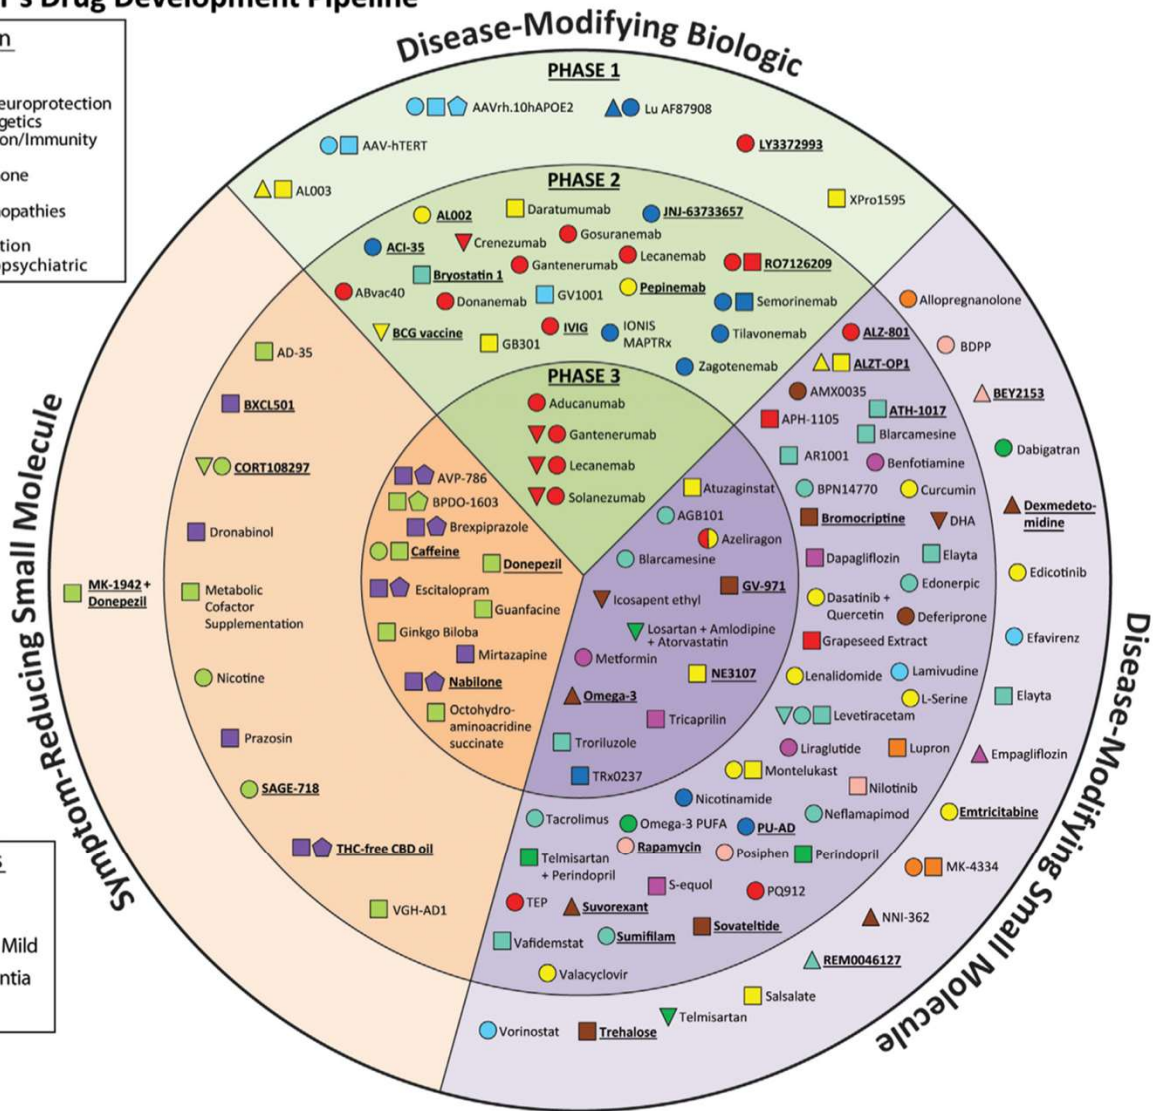 's Drug Development Pipeline
n
europrotection
getics
on/Immunity
one
opathies
tion
psychiatric
Disease-Modifying Biologic
PHASE 1
AAVrh.10hAPOE2
Lu AF87908
AAV-hTERT
LY3372993
AL003
XPro1595
PHASE 2
AL002
Daratumumab
JNJ-63733657
ACI-35
Crenezumab
Gosuranemab
Lecanemab
Bryostatin 1
Gantenerumab
RO7126209
ABvac40
Donanemab
GV1001
Pepinemab
Semorinemab
BCG vaccine
GB301
IVIG
IONIS
MAPTRx
Tilavonemab
Zagotenemab
PHASE 3
Aducanumab
Gantenerumab
Lecanemab
Solanezumab
Symptom-Reducing Small Molecule
AD-35
BXCL501
CORT108297
Dronabinol
MK-1942 +
Donepezil
Metabolic
Cofactor
Supplementation
Nicotine
Prazosin
SAGE-718
THC-free CBD oil
VGH-AD1
AVP-786
BPDO-1603
Brexpiprazole
Caffeine
Donepezil
Escitalopram
Guanfacine
Ginkgo Biloba
Mirtazapine
Nabilone
Octohydro-
aminoacridine
succinate
Atuzaginstat
AGB101
Azeliragon
Blarcamesine
GV-971
Icosapent ethyl
Losartan + Amlodipine
+ Atorvastatin
Metformin
NE3107
Omega-3
Tricaprilin
Troriluzole
TRx0237
ALZ-801
ALZT-OP1
AMX0035
APH-1105
ATH-1017
Blarcamesine
AR1001
Benfotiamine
BPN14770
Curcumin
Bromocriptine
DHA
Dapagliflozin
Elayta
Edonerpic
Dasatinib +
Quercetin
Deferiprone
Grapeseed Extract
Lenalidomide
Lamivudine
L-Serine
Levetiracetam
Liraglutide
Lupron
Montelukast
Nilotinib
Nicotinamide
Neflamapimod
Tacrolimus
Omega-3 PUFA
PU-AD
Rapamycin
Posiphen
Perindopril
Telmisartan
+ Perindopril
S-equol
PQ912
TEP
Suvorexant
Sovateltide
Vafidemstat
Sumifilam
Valacyclovir
Allopregnanolone
BDPP
BEY2153
Dabigatran
Dexmedeto-
midine
Edicotinib
Efavirenz
Elayta
Empagliflozin
Emtricitabine
MK-4334
NNI-362
REM0046127
Salsalate
Telmisartan
Trehalose
Vorinostat
Disease-Modifying Small Molecule
s
Mild
ntia